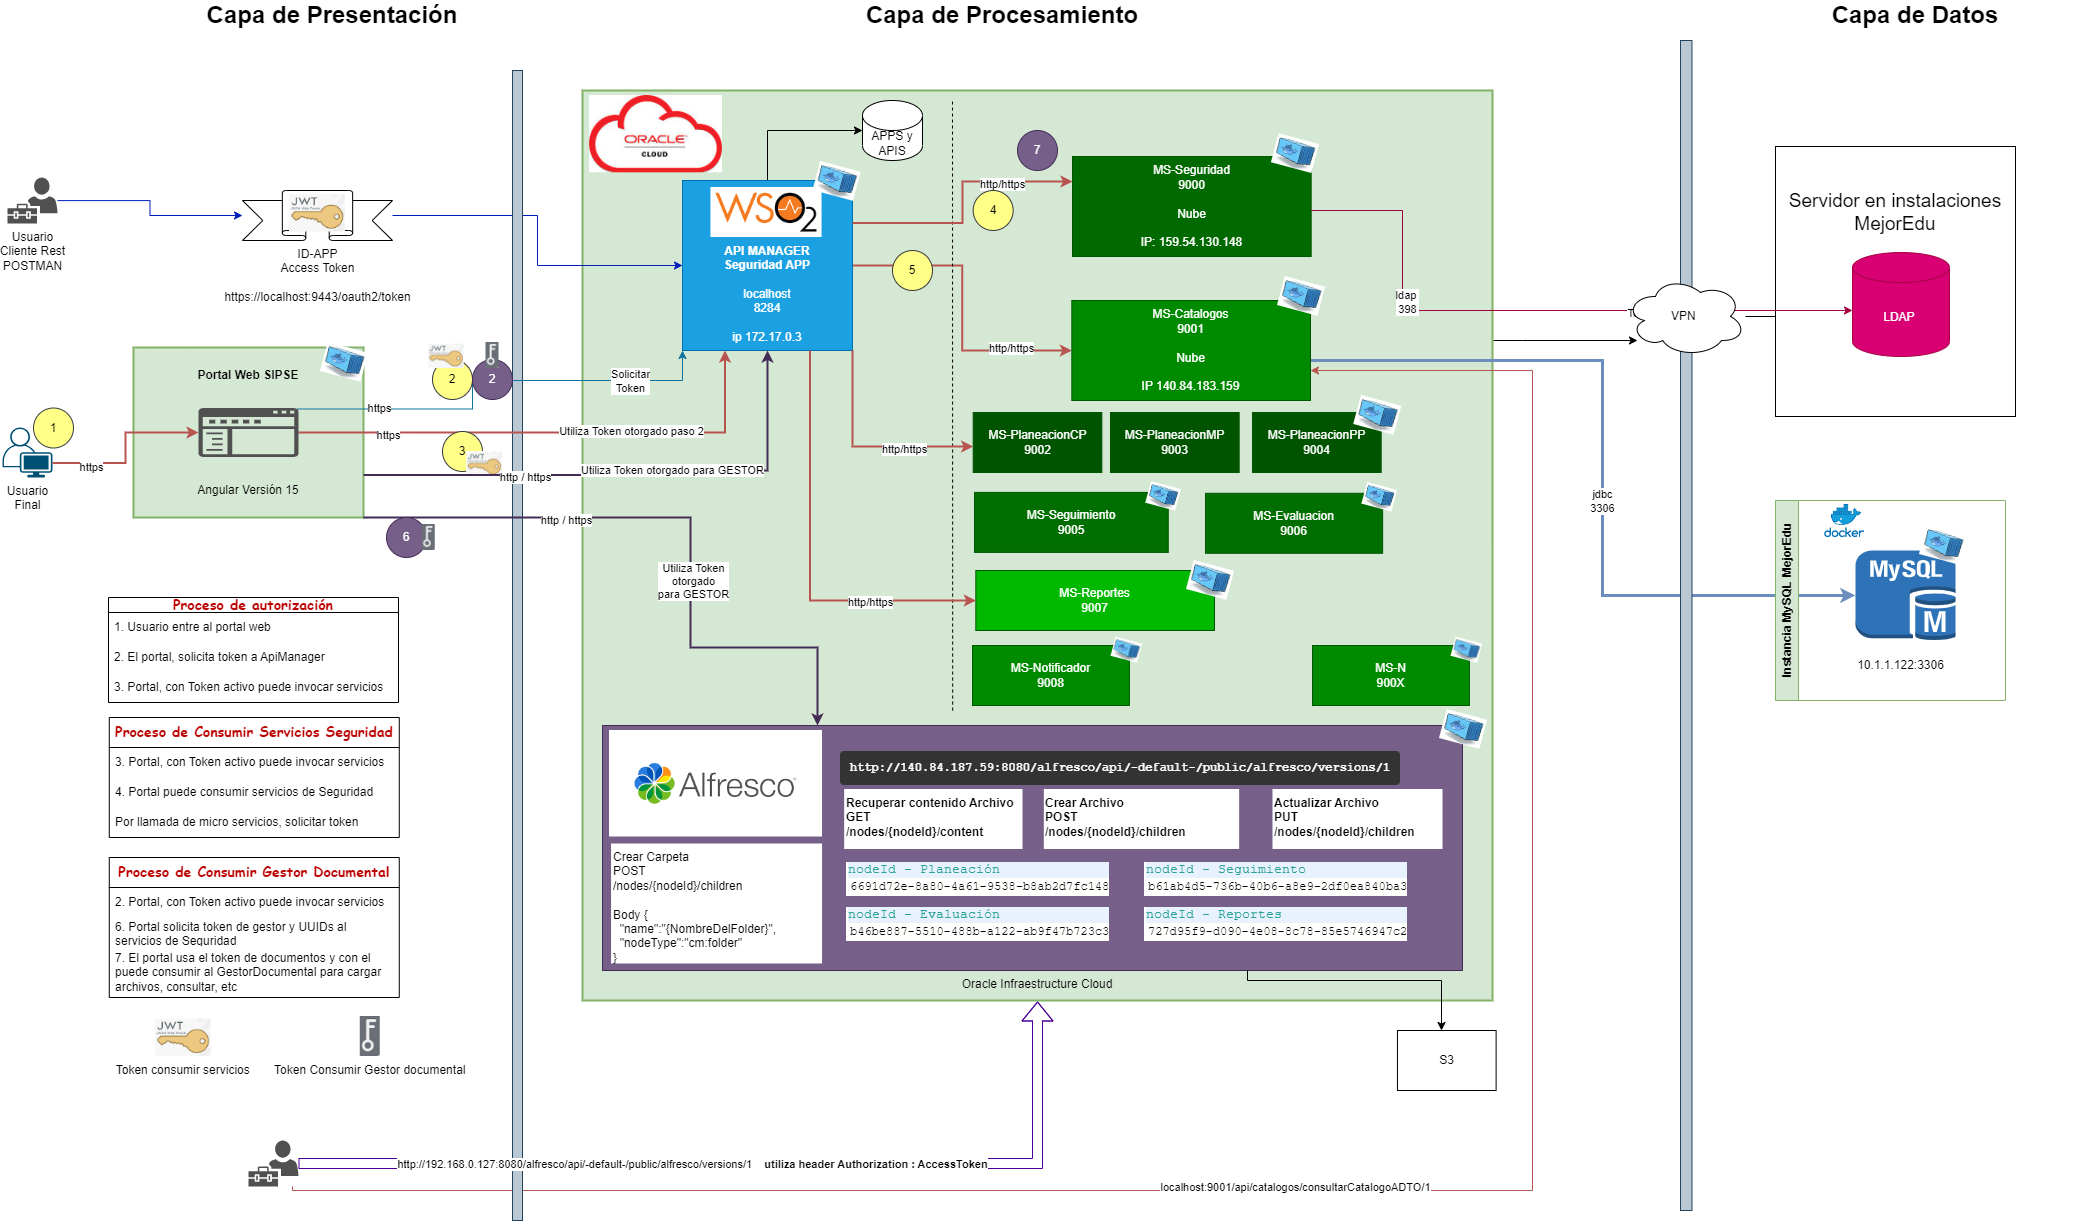 Capa de Presentación
Capa de Procesamiento
Capa de Datos
Usuario
Cliente Rest
POSTMAN
JWT
ID-APP
Access Token
https://localhost:9443/oauth2/token
Portal Web SIPSE
Angular Versión 15
1
Usuario
Final
https
https
https
JWT
2
2
3
JWT
http / https
6
http / https
Solicitar
Token
Utiliza Token otorgado paso 2
Utiliza Token otorgado para GESTOR
Utiliza Token
otorgado
para GESTOR
Proceso de autorización
1. Usuario entre al portal web
2. El portal, solicita token a ApiManager
3. Portal, con Token activo puede invocar servicios
Proceso de Consumir Servicios Seguridad
3. Portal, con Token activo puede invocar servicios
4. Portal puede consumir servicios de Seguridad
Por llamada de micro servicios, solicitar token
Proceso de Consumir Gestor Documental
2. Portal, con Token activo puede invocar servicios
6. Portal solicita token de gestor y UUIDs al
servicios de Seguridad
7. El portal usa el token de documentos y con el
puede consumir al GestorDocumental para cargar
archivos, consultar, etc
JWT
Token consumir servicios
Token Consumir Gestor documental
ORACLE
CLOUD
APPS y
APIS
WSO2
API MANAGER
Seguridad APP
localhost
8284
ip 172.17.0.3
7
http/https
4
5
http/https
http/https
http/https
MS-Seguridad
9000
Nube
IP: 159.54.130.148
MS-Catalogos
9001
Nube
IP 140.84.183.159
MS-PlaneacionCP
9002
MS-PlaneacionMP
9003
MS-PlaneacionPP
9004
MS-Seguimiento
9005
MS-Evaluacion
9006
MS-Reportes
9007
MS-Notificador
9008
MS-N
900X
Alfresco
http://140.84.187.59:8080/alfresco/api/-default-/public/alfresco/versions/1
Recuperar contenido Archivo
GET
/nodes/{nodeId}/content
Crear Archivo
POST
/nodes/{nodeId}/children
Actualizar Archivo
PUT
/nodes/{nodeId}/children
Crear Carpeta
POST
/nodes/{nodeId}/children
Body {
"name":"{NombreDelFolder}",
"nodeType":"cm:folder"
}
nodeId - Planeación
6691d72e-8a80-4a61-9538-b8ab2d7fc148
nodeId - Seguimiento
b61ab4d5-736b-40b6-a8e9-2df0ea840ba3
nodeId - Evaluación
b46be887-5510-488b-a122-ab9f47b723c3
nodeId - Reportes
727d95f9-d090-4e08-8c78-85e5746947c2
Oracle Infraestructure Cloud
S3
http://192.168.0.127:8080/alfresco/api/-default-/public/alfresco/versions/1 utiliza header Authorization : AccessToken
localhost:9001/api/catalogos/consultarCatalogoADTO/1
ldap
398
jdbc
3306
VPN
Servidor en instalaciones
MejorEdu
LDAP
Instancia MySQL MejorEdu
docker
MySQL
M
10.1.1.122:3306